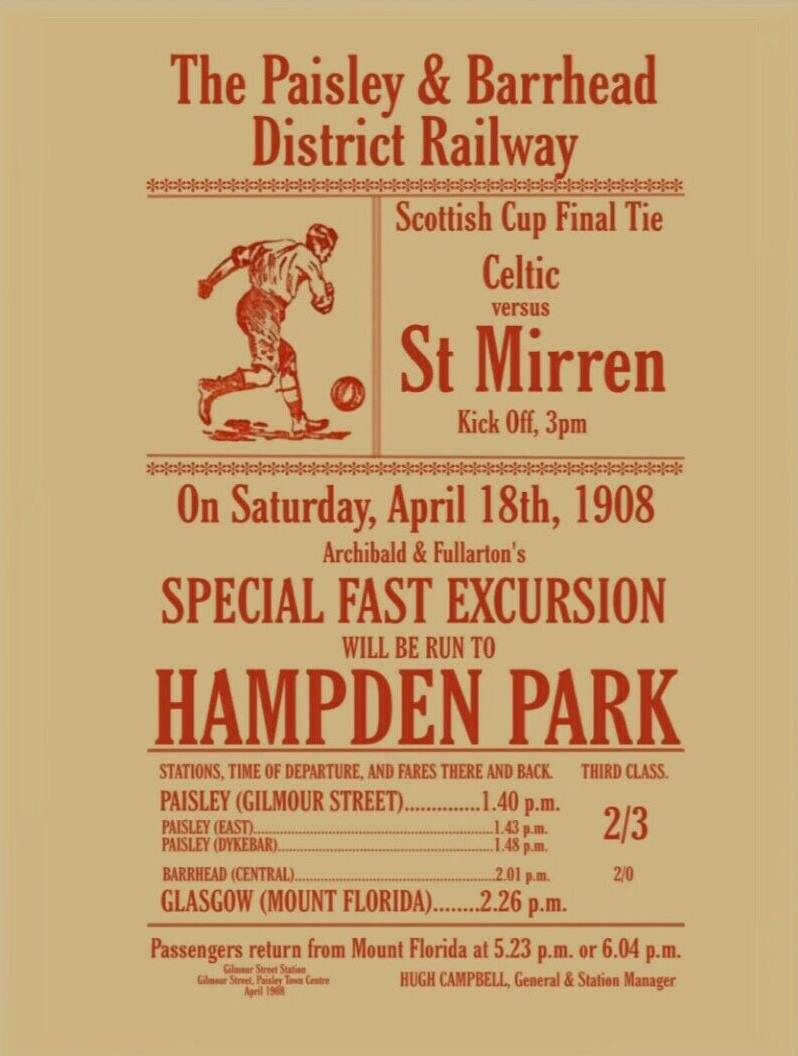 The Paisley & Barrhead
District Railway
Scottish Cup Final Tie
Celtic
versus
St Mirren
Kick Off, 3pm
On Saturday, April 18th, 1908
Archibald & Fullarton's
SPECIAL FAST EXCURSION
WILL BE RUN TO
HAMPDEN PARK
STATIONS, TIME OF DEPARTURE, AND FARES THERE AND BACK. THIRD CLASS.
PAISLEY (GILMOUR STREET)..............1.40 p.m.
2/3
PAISLEY (EAST)..............................................................1.43 p.m.
PAISLEY (DYKEBAR)........................................................1.48 p.m.
BARRHEAD (CENTRAL)....................................................2.01 p.m. 2/0
GLASGOW (MOUNT FLORIDA)........2.26 p.m.
Passengers return from Mount Florida at 5.23 p.m. or 6.04 p.m.
Gilmour Street Station
Gilmour Street, Paisley Town Centre
April 1908
HUGH CAMPBELL, General & Station Manager